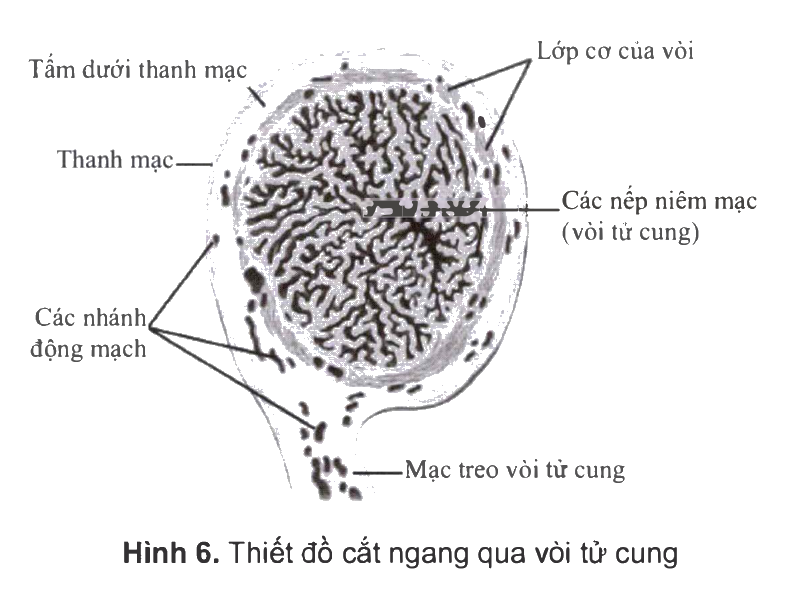 Lớp cơ của vòi
Tấm dưới thanh mạc
Thanh mạc
Các nếp niêm mạc
(vòi tử cung)
Các nhánh
động mạch
Mạc treo vòi tử cung
Hình 6. Thiết đồ cắt ngang qua vòi tử cung